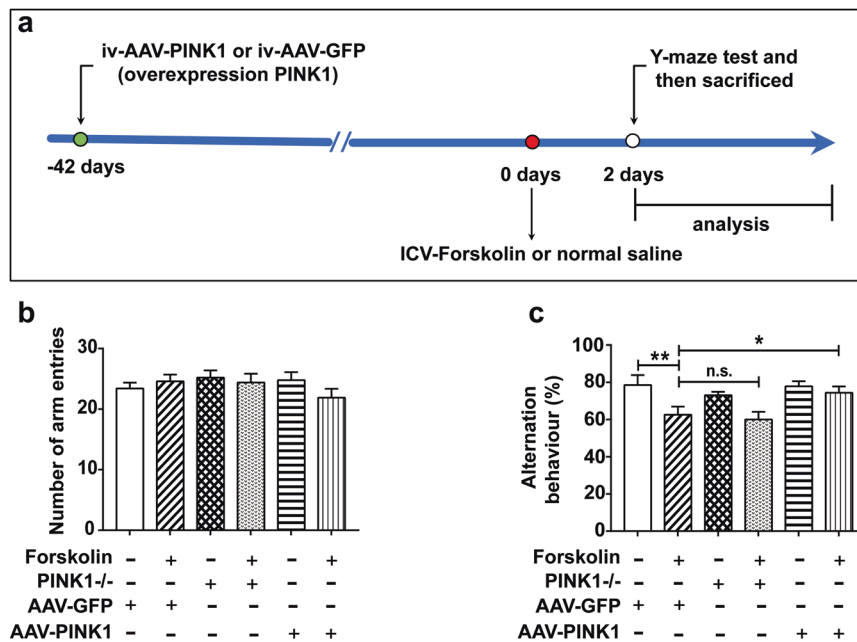 a
iv-AAV-PINK1 or iv-AAV-GFP
(overexpression PINK1)
Y-maze test and
then sacrificed
-42 days
0 days
2 days
analysis
ICV-Forskolin or normal saline
b
Number of arm entries
30
20
10
0
Forskolin - + - + - +
PINK1-/- - - + + - -
AAV-GFP + + - - - -
AAV-PINK1 - - - - + +
c
Alternation
behaviour (%)
100
80
60
40
20
0
**
n.s.
*
Forskolin - + - + - +
PINK1-/- - - + + - -
AAV-GFP + + - - - -
AAV-PINK1 - - - - + +